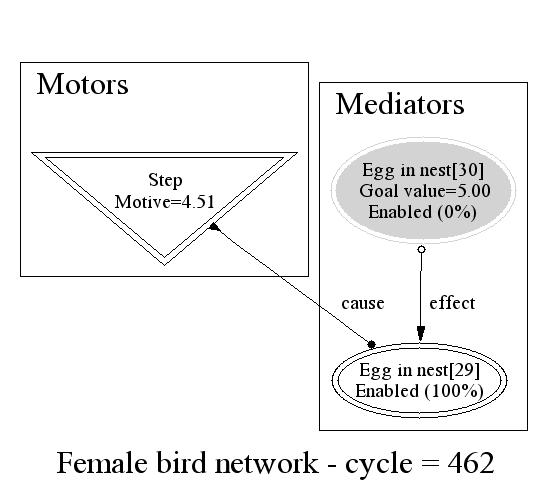 Motors
Step
Motive=4.51
Mediators
Egg in nest[30]
Goal value=5.00
Enabled (0%)
cause
effect
Egg in nest[29]
Enabled (100%)
Female bird network - cycle = 462